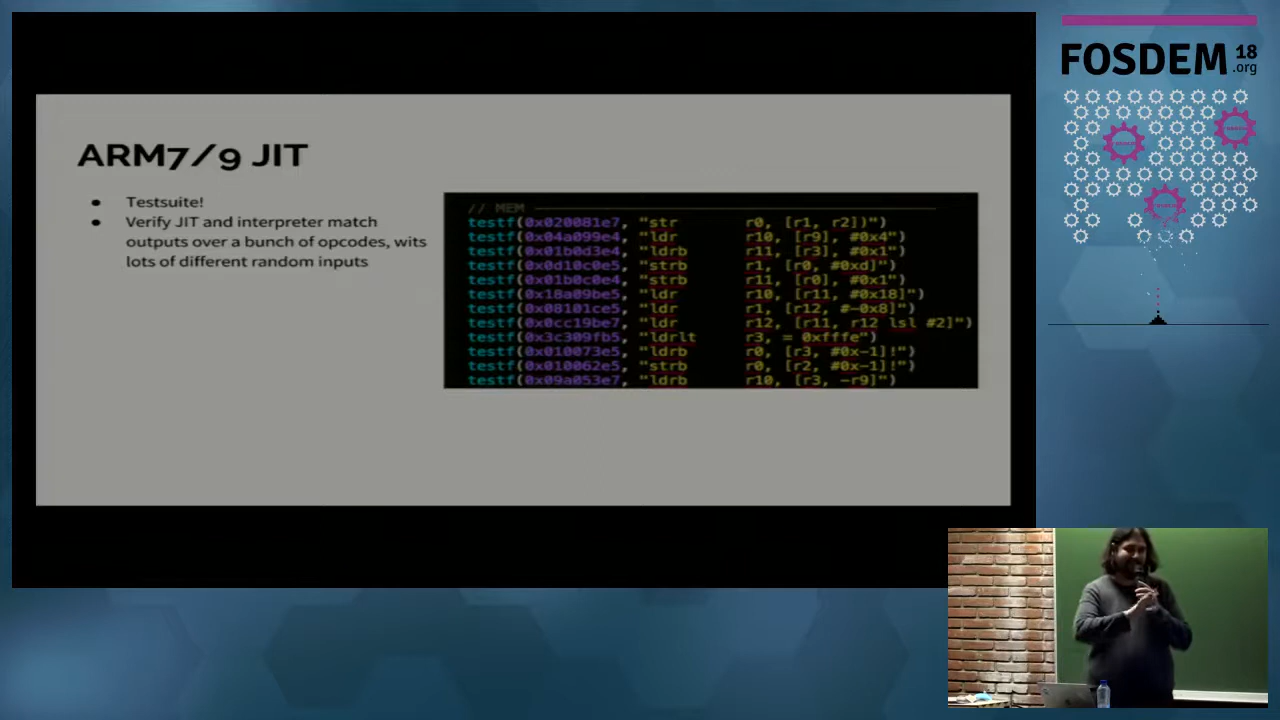 FOSDEM 18
.org
ARM7/9 JIT
Testsuite!
Verify JIT and interpreter match
outputs over a bunch of opcodes, wits
lots of different random inputs
// MEM
testf(0x020081e7, "str r0, [r1, r2])")
testf(0x04a099e4, "ldr r10, [r9], #0x4")
testf(0x01b0d3e4, "ldrb r11, [r3], #0x1")
testf(0x0d10c0e5, "strb r1, [r0, #0xd]")
testf(0x01b0c0e4, "strb r11, [r0], #0x1")
testf(0x18a09be5, "ldr r10, [r11, #0x18]")
testf(0x08101ce5, "ldr r1, [r12, #-0x8]")
testf(0x0cc19be7, "ldr r12, [r11, r12 lsl #2]")
testf(0x3c309fb5, "ldrlt r3, = 0xfffe")
testf(0x010073e5, "ldrb r0, [r3, #0x-1]!")
testf(0x010062e5, "strb r0, [r2, #0x-1]!")
testf(0x09a053e7, "ldrb r10, [r3, -r9]")